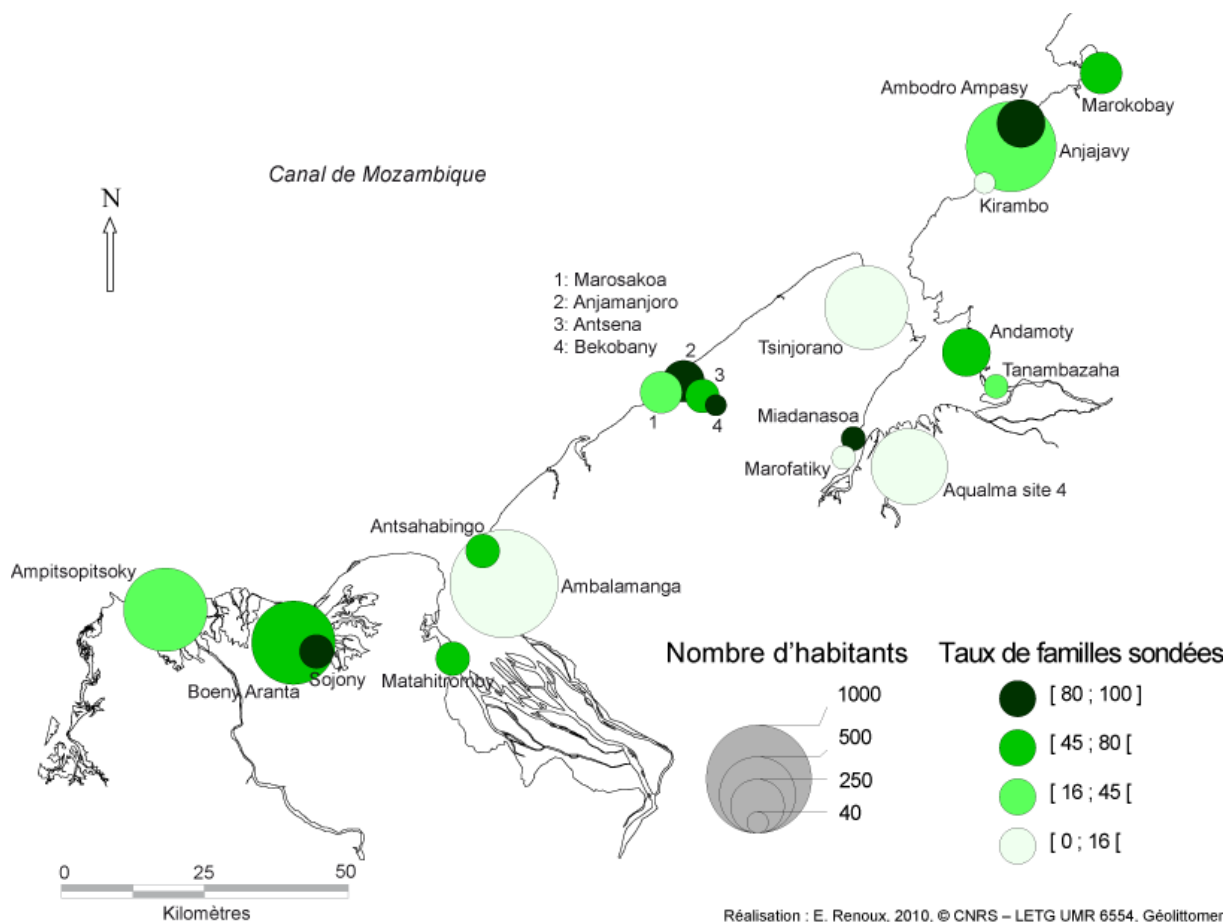 Ambodro Ampasy
Marokobay
Anjajavy
Canal de Mozambique
N
Kirambo
1: Marosakoa
2: Anjamanjoro
3: Antsena
4: Bekobany
2
3
1
4
Tsinjorano
Andamoty
Tanambazaha
Miadanasoa
Marofatiky
Aqualma site 4
Antsahabingo
Ampitsopitsoky
Ambalamanga
Boeny Aranta
Sojony
Matahitromby
Nombre d'habitants
1000
500
250
40
Taux de familles sondées
[ 80 ; 100 ]
[ 45 ; 80 [
[ 16 ; 45 [
[ 0 ; 16 [
0 25 50
Kilomètres
Réalisation : E. Renoux, 2010, © CNRS – LETG UMR 6554, Géolittomer